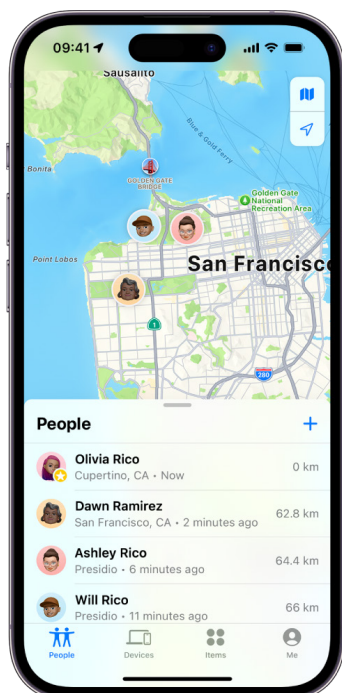 09:41
Sausalito
Blue & Gold Ferry
Bonita
GOLDEN GATE
BRIDGE
Golden Gate
National
Recreation Area
Point Lobos
San Francisco
1
280
People
Olivia Rico
Cupertino, CA • Now
0 km
Dawn Ramirez
San Francisco, CA • 2 minutes ago
62.8 km
Ashley Rico
Presidio • 6 minutes ago
64.4 km
Will Rico
Presidio • 11 minutes ago
66 km
People
Devices
Items
Me